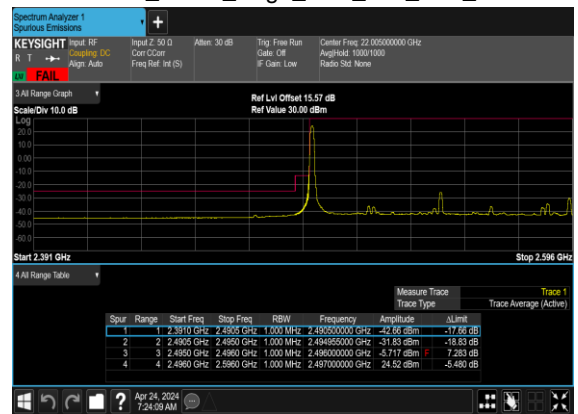 Spectrum Analyzer 1
Spurious Emissions
KEYSIGHT Input: RF Input Z: 50 Ω Atten: 30 dB Trig: Free Run Center Freq: 22.005000000 GHz
R T Coupling: DC Corr CCorr Gate: Off Avg|Hold: 1000/1000
Align: Auto Freq Ref: Int (S) IF Gain: Low Radio Std: None
FAIL
3 All Range Graph
Ref Lvl Offset 15.57 dB
Scale/Div 10.0 dB Ref Value 30.00 dBm
Log
20.0
10.0
0.00
-10.0
-20.0
-30.0
-40.0
-50.0
-60.0
Start 2.391 GHz Stop 2.596 GHz
4 All Range Table
Measure Trace Trace 1
Trace Type Trace Average (Active)
Spur Range Start Freq Stop Freq RBW Frequency Amplitude ΔLimit
1 1 2.3910 GHz 2.4905 GHz 1.000 MHz 2.490500000 GHz -42.66 dBm -17.66 dB
2 2 2.4905 GHz 2.4950 GHz 1.000 MHz 2.494955000 GHz -31.83 dBm -18.83 dB
3 3 2.4950 GHz 2.4960 GHz 1.000 MHz 2.496000000 GHz -5.717 dBm F 7.283 dB
4 4 2.4960 GHz 2.5960 GHz 1.000 MHz 2.497000000 GHz 24.52 dBm -5.480 dB
Apr 24, 2024
7:24:09 AM